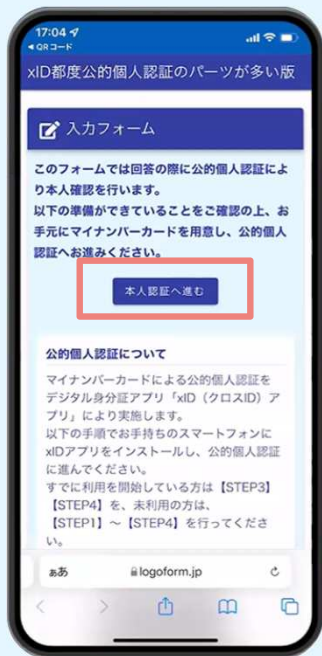 17:04
◀ QRコード
xID都度公的個人認証のパーツが多い版
入力フォーム
このフォームでは回答の際に公的個人認証によ
り本人確認を行います。
以下の準備ができていることをご確認の上、お
手元にマイナンバーカードを用意し、公的個人
認証へお進みください。
本人認証へ進む
公的個人認証について
マイナンバーカードによる公的個人認証を
デジタル身分証アプリ「xID（クロスID）ア
プリ」により実施します。
以下の手順でお手持ちのスマートフォンに
xIDアプリをインストールし、公的個人認証
に進んでください。
すでに利用を開始している方は【STEP3】
【STEP4】を、未利用の方は、
【STEP1】～【STEP4】を行ってくださ
い。
ぁあ logoform.jp